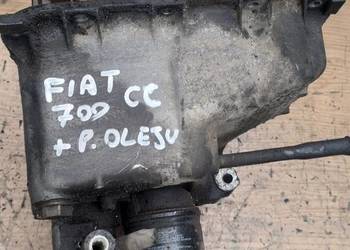 FIAT CC
700
+ P. OLEJU